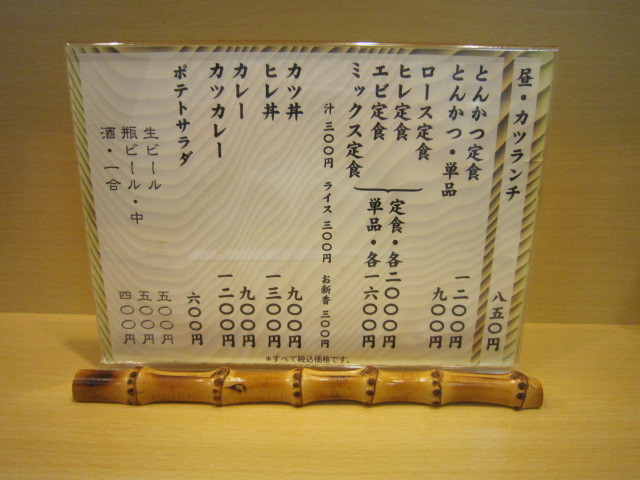 昼・カツランチ 八五〇円
とんかつ定食 一二〇〇円
とんかつ・単品 九〇〇円
ロース定食
ヒレ定食
エビ定食
ミックス定食
定食・各二〇〇〇円
単品・各一六〇〇円
汁 三〇〇円 ライス 三〇〇円 お新香 三〇〇円
カツ丼 九〇〇円
ヒレ丼 一三〇〇円
カレー 九〇〇円
カツカレー 一二〇〇円
ポテトサラダ 六〇〇円
生ビール 五〇〇円
瓶ビール・中 五〇〇円
酒・一合 四〇〇円
*すべて税込価格です。